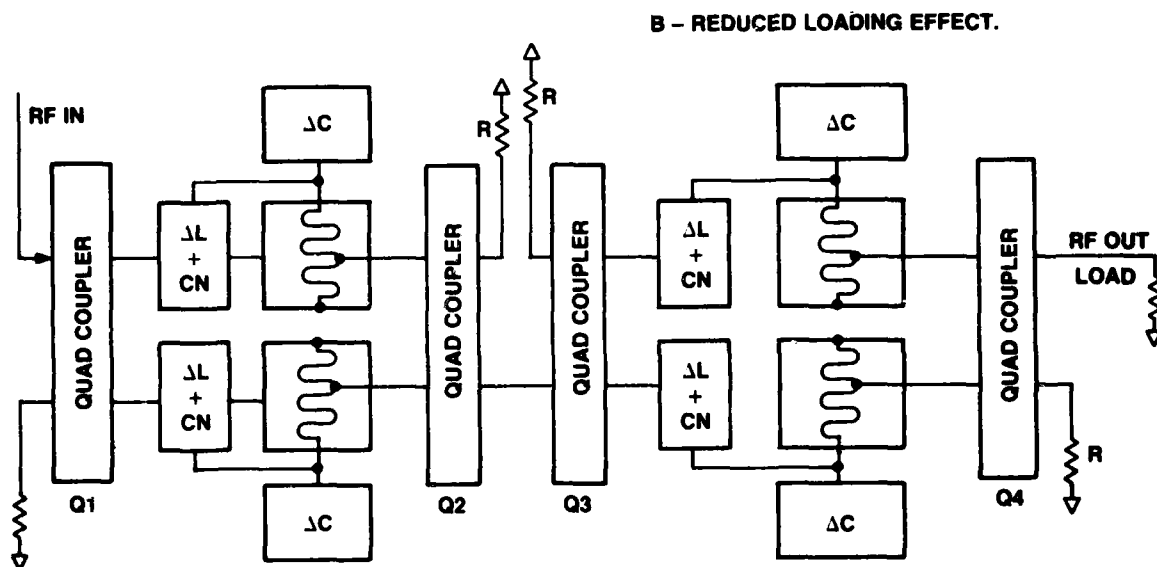 B – REDUCED LOADING EFFECT.
RF IN
ΔC
R
R
ΔC
QUAD COUPLER
ΔL
+
CN
QUAD COUPLER
QUAD COUPLER
ΔL
+
CN
QUAD COUPLER
RF OUT
LOAD
ΔL
+
CN
ΔL
+
CN
R
Q1
ΔC
Q2
Q3
ΔC
Q4